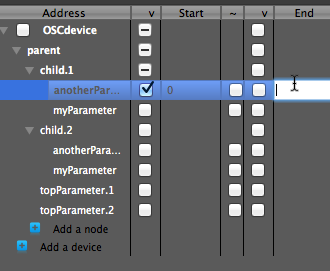 Address v Start ~ v End
OSCdevice
parent
child.1
anotherPar... 0
myParameter
child.2
anotherPara...
myParameter
topParameter.1
topParameter.2
Add a node
Add a device